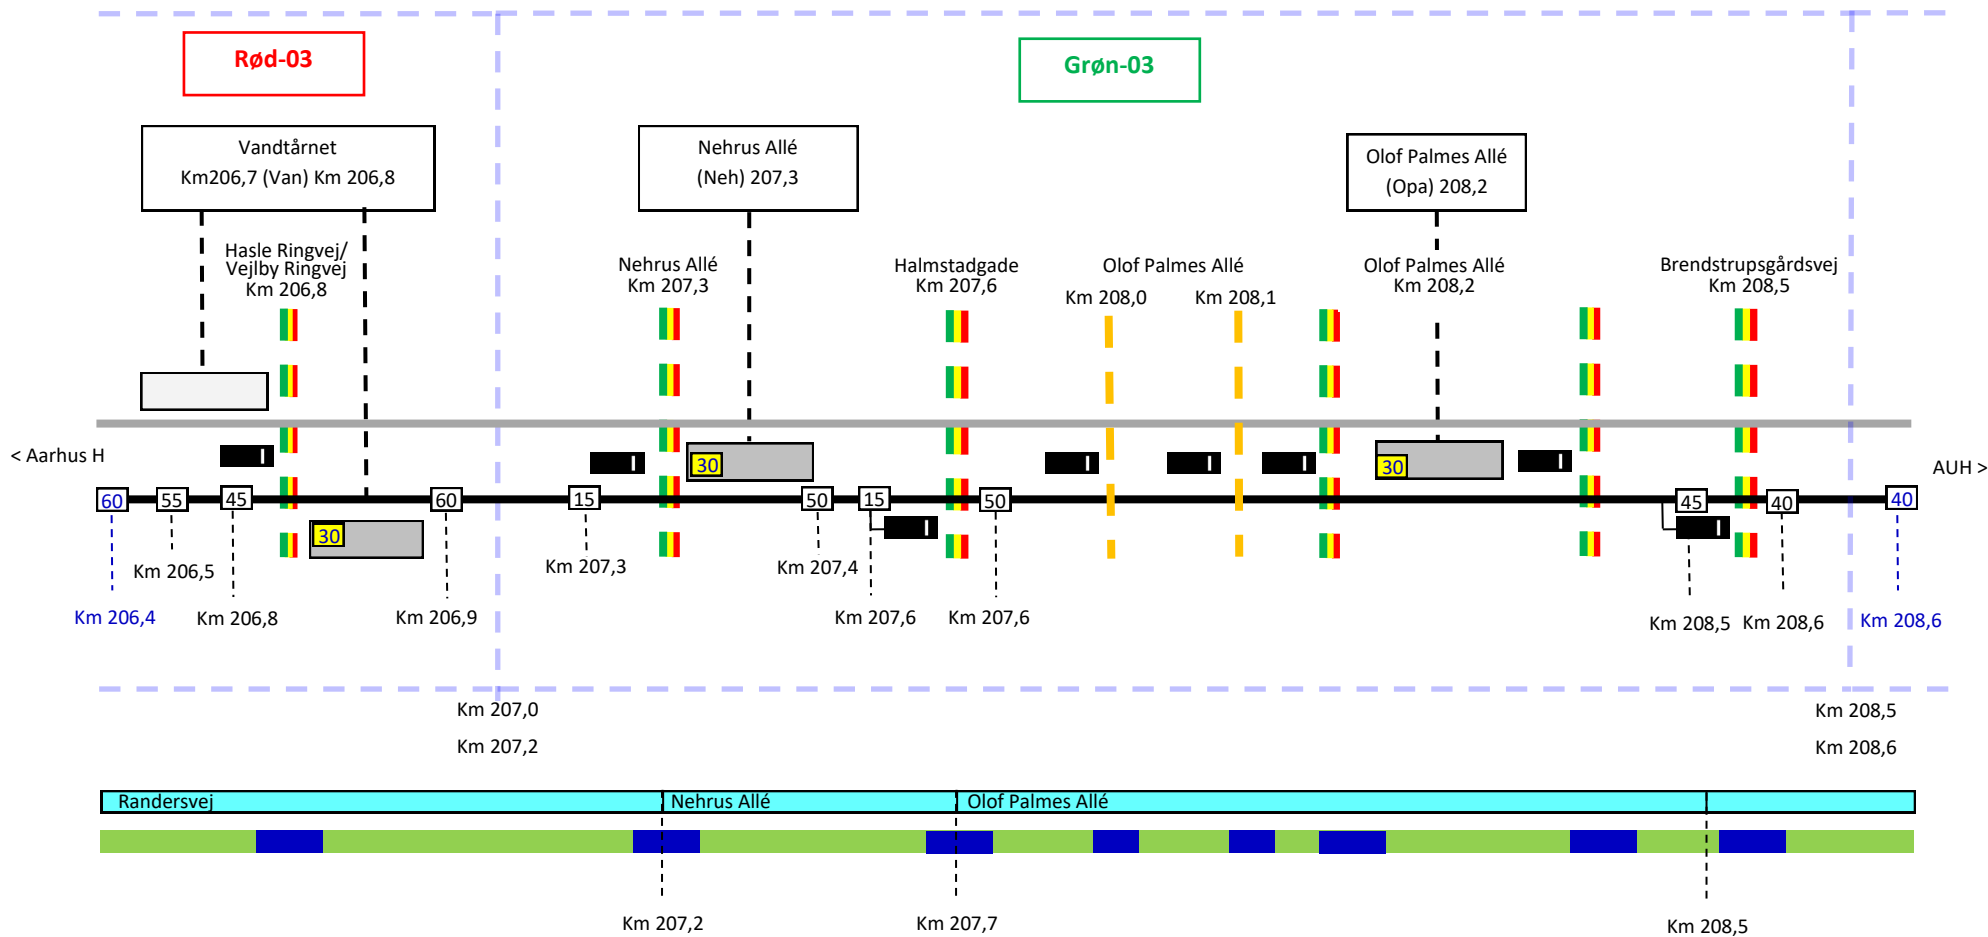 Rød-03
Grøn-03
Vandtårnet
Km206,7 (Van) Km 206,8
Nehrus Allé
(Neh) 207,3
Olof Palmes Allé
(Opa) 208,2
Hasle Ringvej/
Vejlby Ringvej
Km 206,8
Nehrus Allé
Km 207,3
Halmstadgade
Km 207,6
Olof Palmes Allé
Km 208,0
Km 208,1
Olof Palmes Allé
Km 208,2
Brendstrupsgårdsvej
Km 208,5
< Aarhus H
AUH >
30
30
60
55
45
60
15
50
15
50
45
40
40
30
Km 206,5
Km 207,3
Km 207,4
Km 206,4
Km 206,8
Km 206,9
Km 207,6
Km 207,6
Km 208,5
Km 208,6
Km 208,6
Km 207,0
Km 207,2
Km 208,5
Km 208,6
Randersvej
Nehrus Allé
Olof Palmes Allé
Km 207,2
Km 207,7
Km 208,5